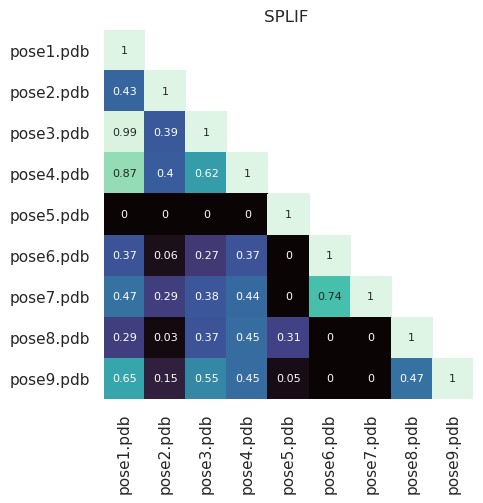 SPLIF
pose1.pdb 1
pose2.pdb 0.43 1
pose3.pdb 0.99 0.39 1
pose4.pdb 0.87 0.4 0.62 1
pose5.pdb 0 0 0 0 1
pose6.pdb 0.37 0.06 0.27 0.37 0 1
pose7.pdb 0.47 0.29 0.38 0.44 0 0.74 1
pose8.pdb 0.29 0.03 0.37 0.45 0.31 0 0 1
pose9.pdb 0.65 0.15 0.55 0.45 0.05 0 0 0.47 1
pose1.pdb pose2.pdb pose3.pdb pose4.pdb pose5.pdb pose6.pdb pose7.pdb pose8.pdb pose9.pdb